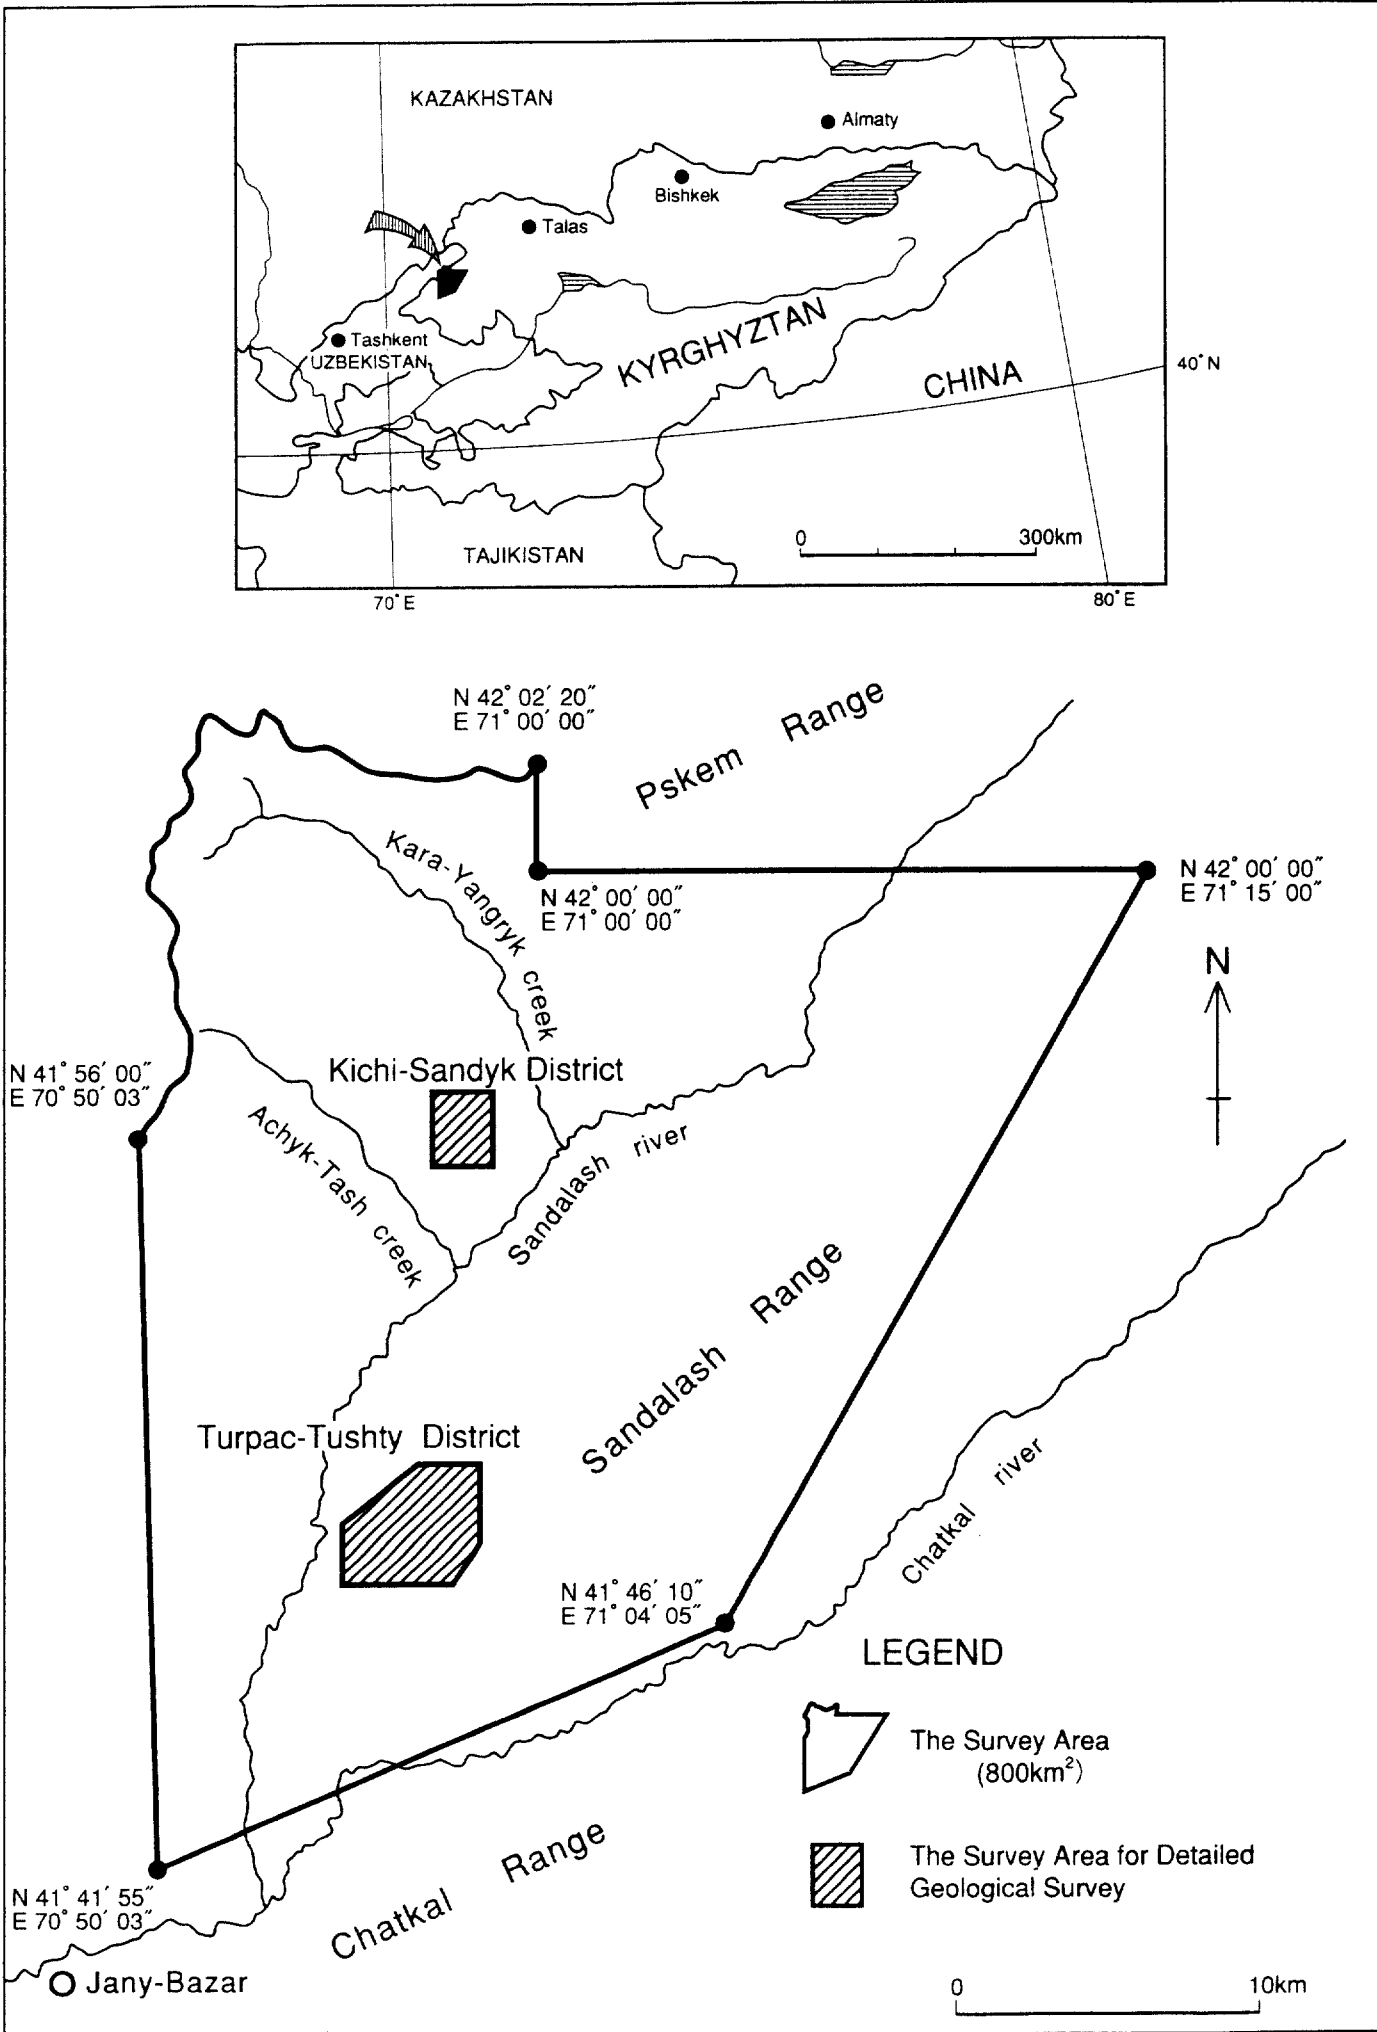 KAZAKHSTAN
Almaty
Bishkek
Talas
Tashkent
UZBEKISTAN
KYRGHYZTAN
CHINA
40° N
TAJIKISTAN
0 300km
70° E
80° E
N 42° 02′ 20″
E 71° 00′ 00″
Pskem Range
Kara-Yangryk creek
N 42° 00′ 00″
E 71° 00′ 00″
N 42° 00′ 00″
E 71° 15′ 00″
N
N 41° 56′ 00″
E 70° 50′ 03″
Kichi-Sandyk District
Achyk-Tash creek
Sandalash river
Sandalash Range
Turpac-Tushty District
Chatkal river
N 41° 46′ 10″
E 71° 04′ 05″
LEGEND
The Survey Area
(800km²)
The Survey Area for Detailed
Geological Survey
Chatkal Range
N 41° 41′ 55″
E 70° 50′ 03″
Jany-Bazar
0 10km